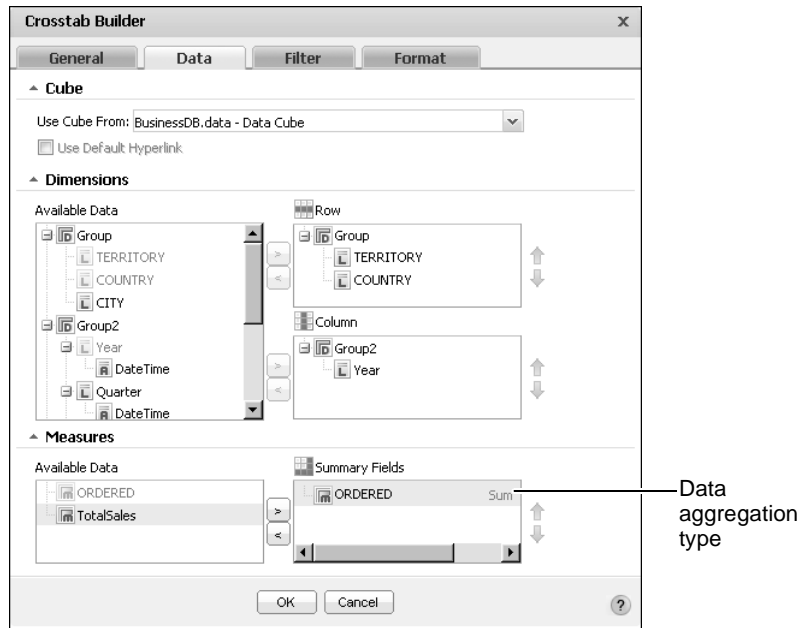 Crosstab Builder x
General Data Filter Format
Cube
Use Cube From: BusinessDB.data - Data Cube
Use Default Hyperlink
Dimensions
Available Data
Group
TERRITORY
COUNTRY
CITY
Group2
Year
DateTime
Quarter
DateTime
>
<
>
<
Row
Group
TERRITORY
COUNTRY
Column
Group2
Year
Measures
Available Data
ORDERED
TotalSales
>
<
Summary Fields
ORDERED Sum
Data
aggregation
type
OK Cancel ?